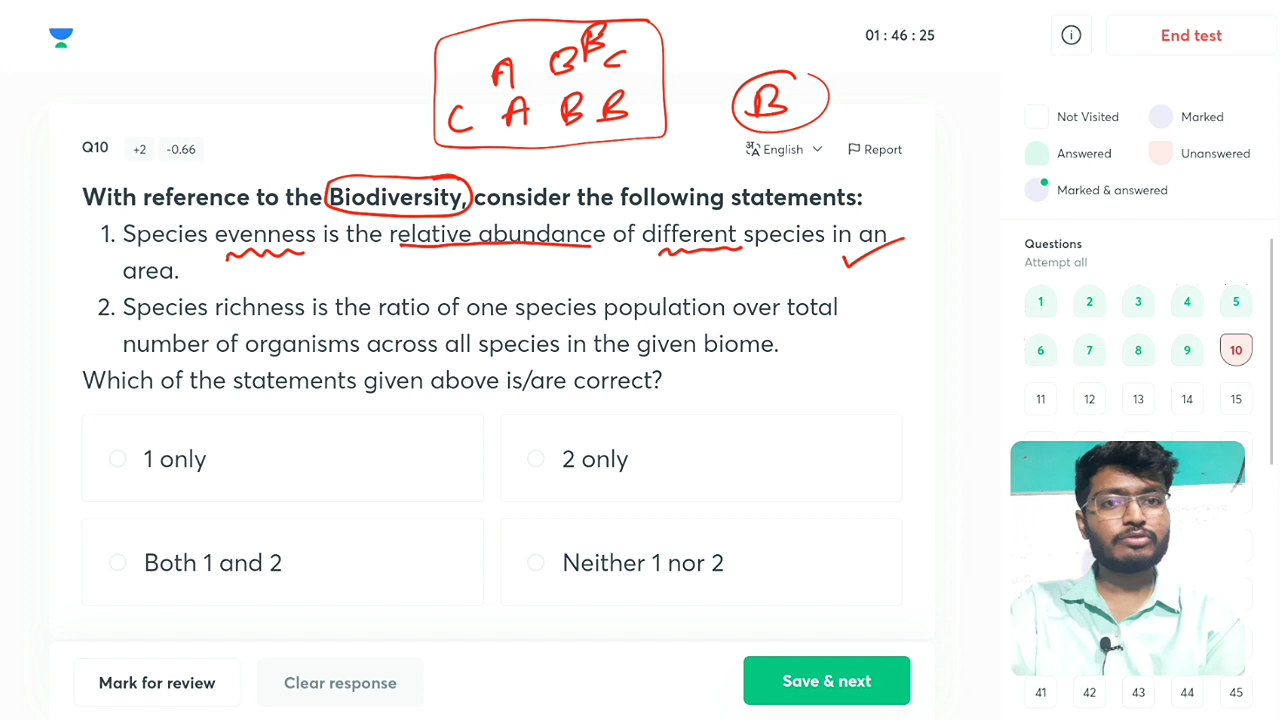 01 : 46 : 25
End test
A B B C
C A B B
B
Q10 +2 -0.66
English Report
With reference to the Biodiversity, consider the following statements:
1. Species evenness is the relative abundance of different species in an
area.
2. Species richness is the ratio of one species population over total
number of organisms across all species in the given biome.
Which of the statements given above is/are correct?
1 only
2 only
Both 1 and 2
Neither 1 nor 2
Mark for review
Clear response
Save & next
Not Visited Marked
Answered Unanswered
Marked & answered
Questions
Attempt all
1 2 3 4 5
6 7 8 9 10
11 12 13 14 15
41 42 43 44 45